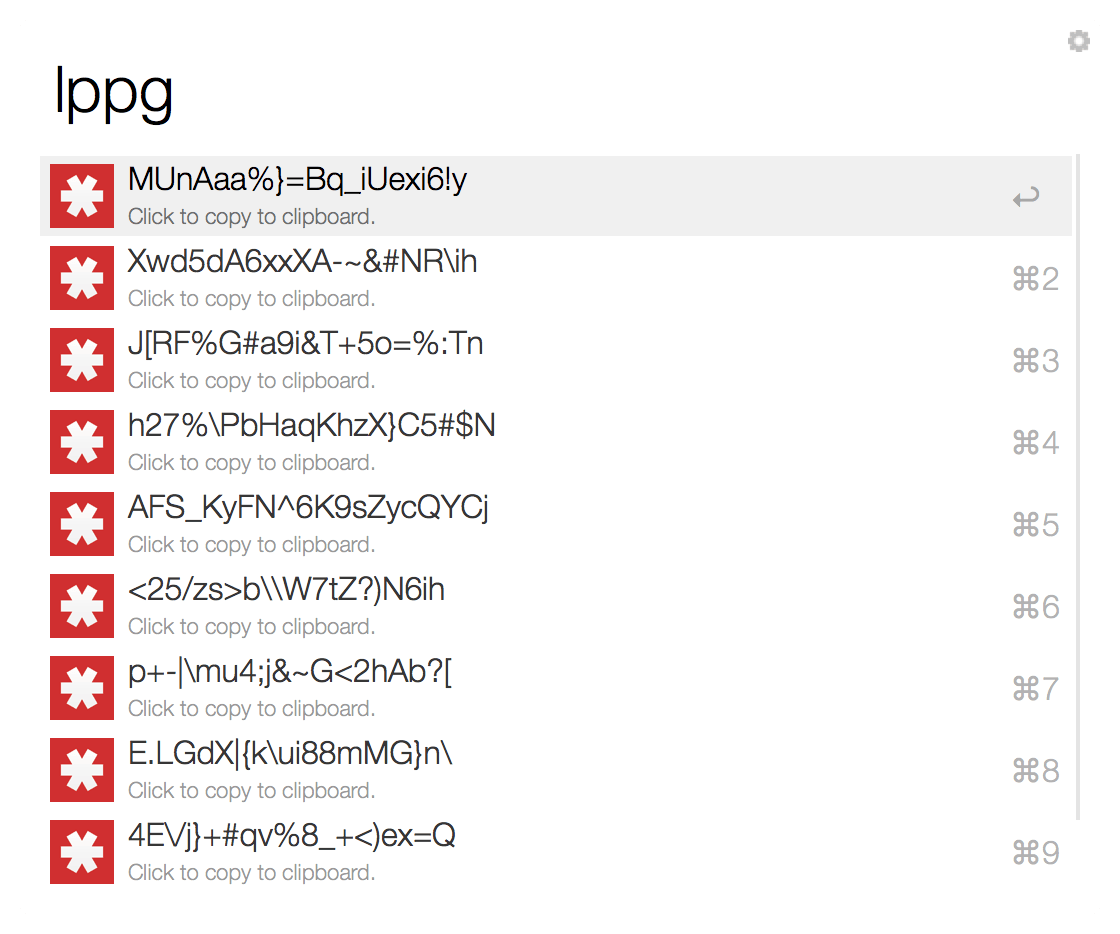 lppg
MUnAaa%}=Bq_iUexi6!y
Click to copy to clipboard.
↩
Xwd5dA6xxXA-~&#NR\ih
Click to copy to clipboard.
⌘2
J[RF%G#a9i&T+5o=%:Tn
Click to copy to clipboard.
⌘3
h27%\PbHaqKhzX}C5#$N
Click to copy to clipboard.
⌘4
AFS_KyFN^6K9sZycQYCj
Click to copy to clipboard.
⌘5
<25/zs>b\\W7tZ?)N6ih
Click to copy to clipboard.
⌘6
p+-|\mu4;j&~G<2hAb?[
Click to copy to clipboard.
⌘7
E.LGdX|{k\ui88mMG}n\
Click to copy to clipboard.
⌘8
4E\/j}+#qv%8_+<)ex=Q
Click to copy to clipboard.
⌘9